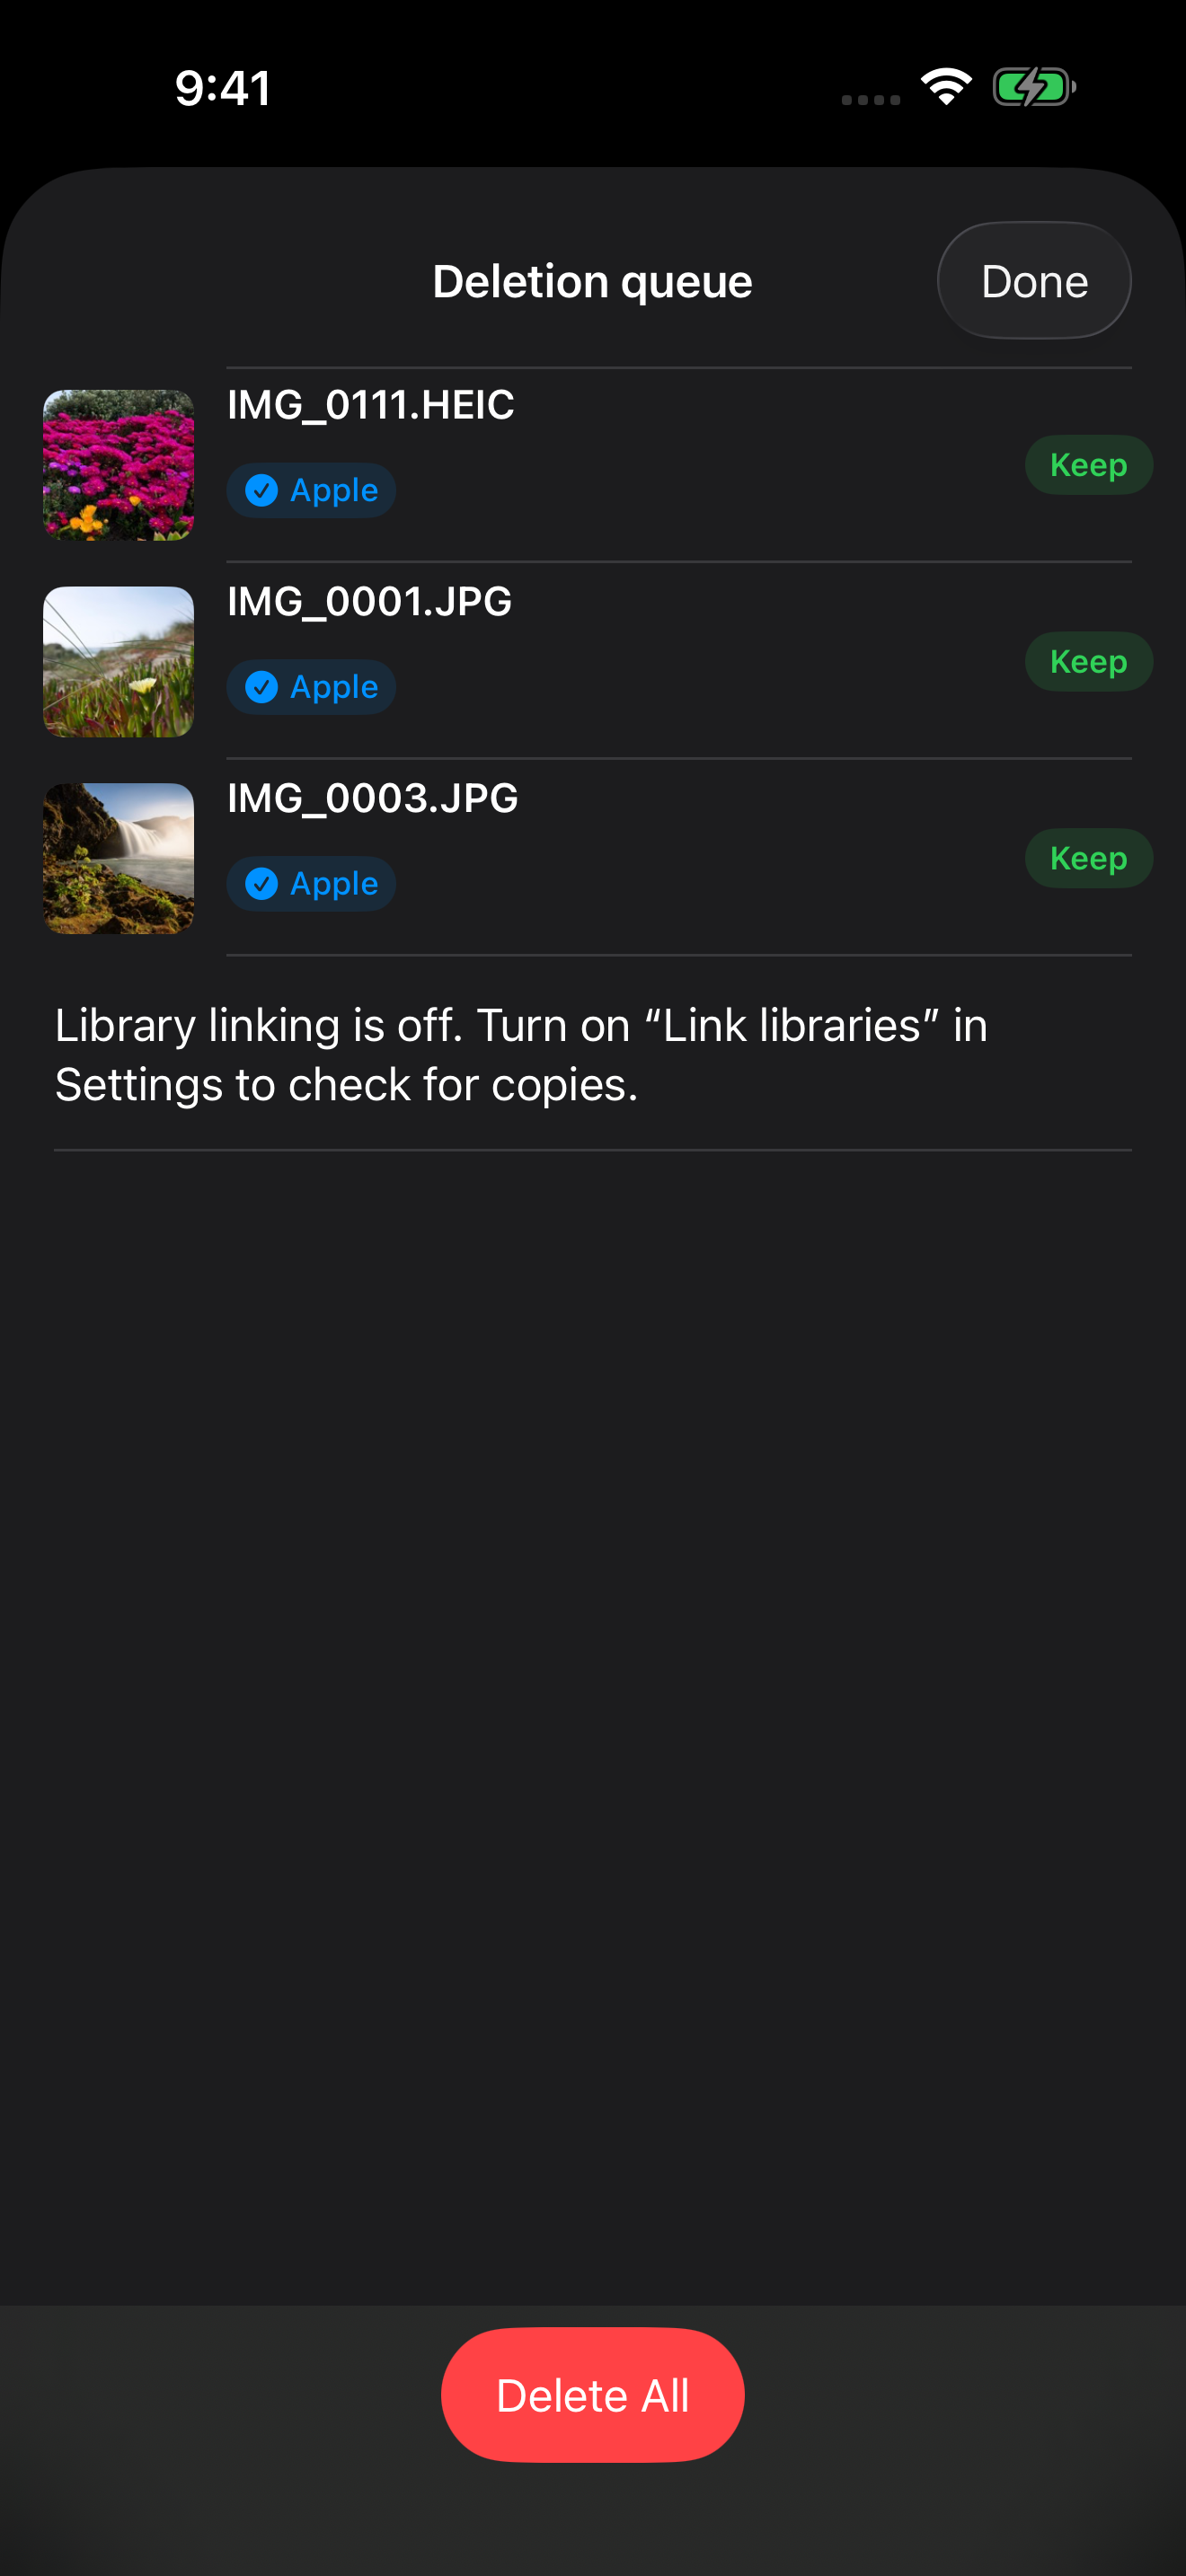 9:41
Deletion queue
Done
IMG_0111.HEIC
Apple
Keep
IMG_0001.JPG
Apple
Keep
IMG_0003.JPG
Apple
Keep
Library linking is off. Turn on “Link libraries” in
Settings to check for copies.
Delete All